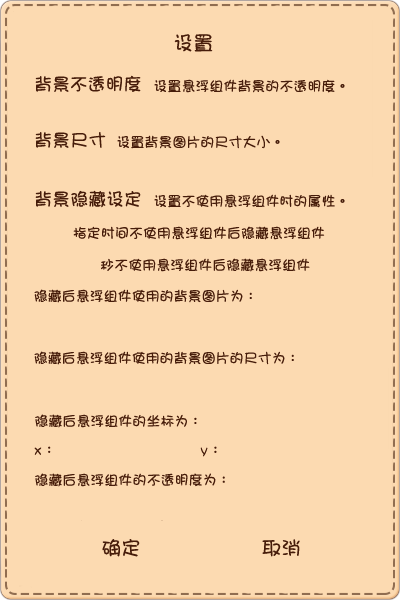 设置
背景不透明度 设置悬浮组件背景的不透明度。
背景尺寸 设置背景图片的尺寸大小。
背景隐藏设定 设置不使用悬浮组件时的属性。
指定时间不使用悬浮组件后隐藏悬浮组件
秒不使用悬浮组件后隐藏悬浮组件
隐藏后悬浮组件使用的背景图片为：
隐藏后悬浮组件使用的背景图片的尺寸为：
隐藏后悬浮组件的坐标为：
x： y：
隐藏后悬浮组件的不透明度为：
确定 取消